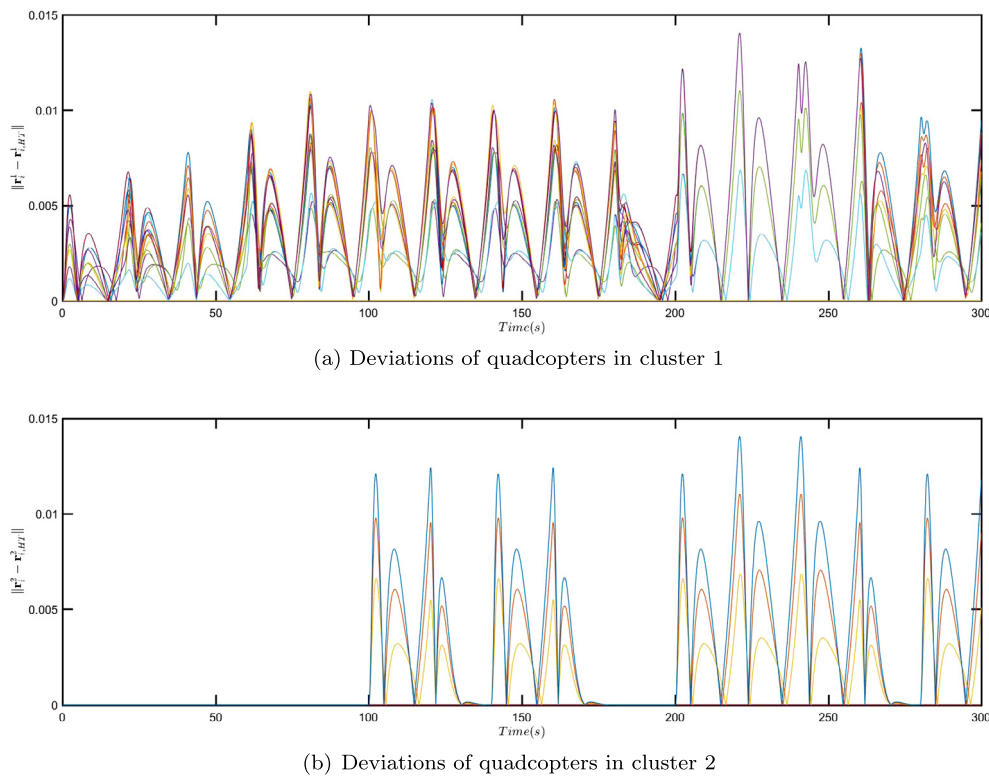 0.015
0.01
0.005
0
‖r¹ᵢ − r¹ᵢ,HT‖
0 50 100 150 200 250 300
Time(s)
(a) Deviations of quadcopters in cluster 1
0.015
0.01
0.005
0
‖r²ᵢ − r²ᵢ,HT‖
0 50 100 150 200 250 300
Time(s)
(b) Deviations of quadcopters in cluster 2